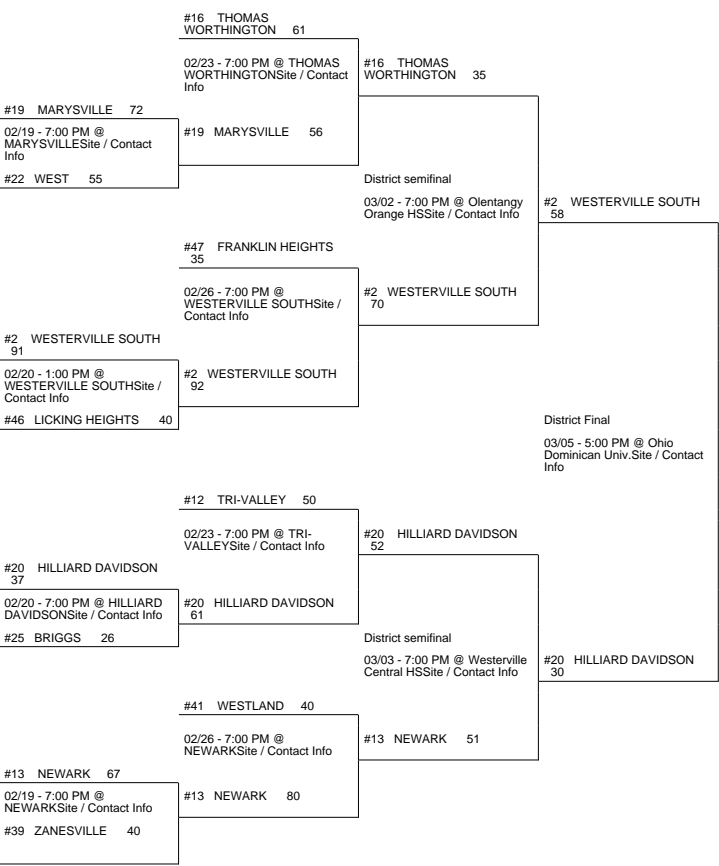 #16 THOMAS
WORTHINGTON 61
02/23 - 7:00 PM @ THOMAS
WORTHINGTONSite / Contact
Info
#16 THOMAS
WORTHINGTON 35
#19 MARYSVILLE 72
02/19 - 7:00 PM @
MARYSVILLESite / Contact
Info
#19 MARYSVILLE 56
#22 WEST 55
District semifinal
03/02 - 7:00 PM @ Olentangy
Orange HSSite / Contact Info
#2 WESTERVILLE SOUTH
58
#47 FRANKLIN HEIGHTS
35
02/26 - 7:00 PM @
WESTERVILLE SOUTHSite /
Contact Info
#2 WESTERVILLE SOUTH
70
#2 WESTERVILLE SOUTH
91
02/20 - 1:00 PM @
WESTERVILLE SOUTHSite /
Contact Info
#2 WESTERVILLE SOUTH
92
#46 LICKING HEIGHTS 40
District Final
03/05 - 5:00 PM @ Ohio
Dominican Univ.Site / Contact
Info
#12 TRI-VALLEY 50
02/23 - 7:00 PM @ TRI-
VALLEYSite / Contact Info
#20 HILLIARD DAVIDSON
52
#20 HILLIARD DAVIDSON
37
02/20 - 7:00 PM @ HILLIARD
DAVIDSONSite / Contact Info
#20 HILLIARD DAVIDSON
61
#25 BRIGGS 26
District semifinal
03/03 - 7:00 PM @ Westerville
Central HSSite / Contact Info
#20 HILLIARD DAVIDSON
30
#41 WESTLAND 40
02/26 - 7:00 PM @
NEWARKSite / Contact Info
#13 NEWARK 51
#13 NEWARK 67
02/19 - 7:00 PM @
NEWARKSite / Contact Info
#13 NEWARK 80
#39 ZANESVILLE 40